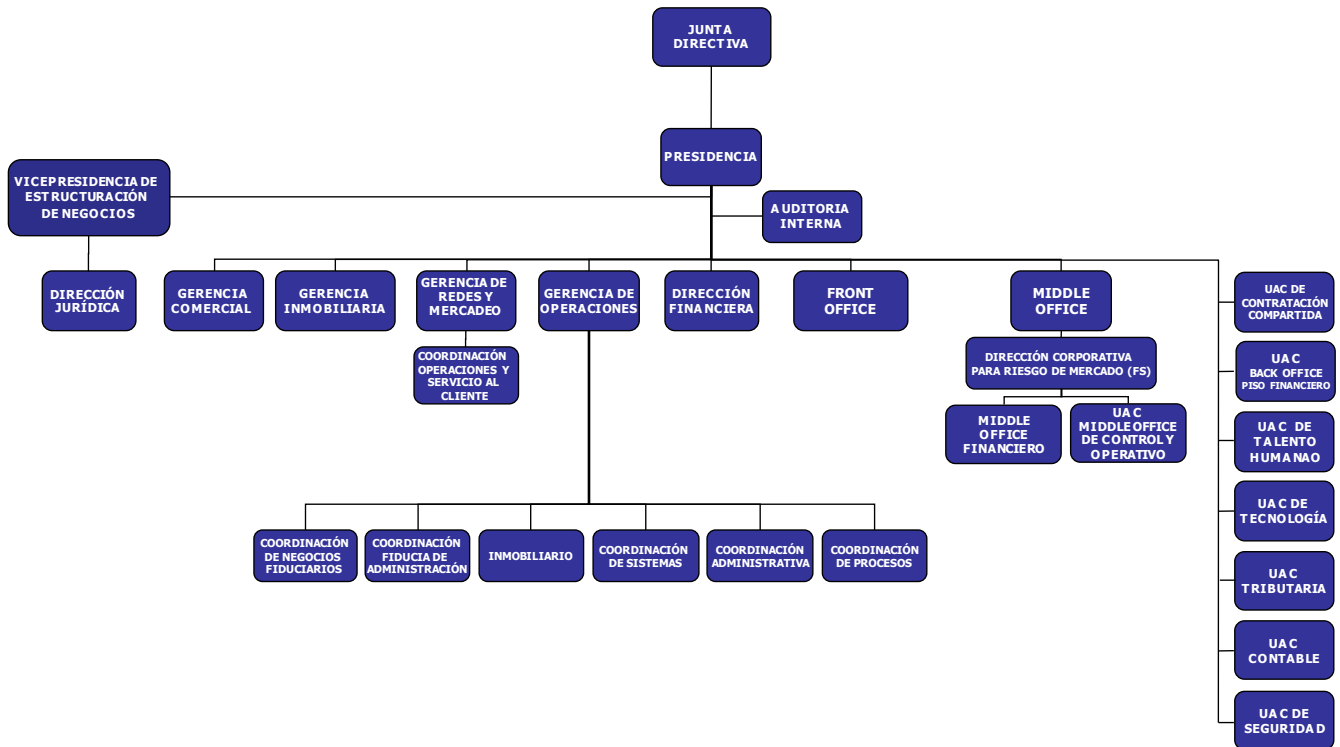 JUNTA
DIRECTIVA
PRESIDENCIA
VICEPRESIDENCIA DE
ESTRUCTURACIÓN
DE NEGOCIOS
AUDITORIA
INTERNA
DIRECCIÓN
JURÍDICA
GERENCIA
COMERCIAL
GERENCIA
INMOBILIARIA
GERENCIA DE
REDES Y
MERCADEO
GERENCIA DE
OPERACIONES
DIRECCIÓN
FINANCIERA
FRONT
OFFICE
MIDDLE
OFFICE
COORDINACIÓN
OPERACIONES Y
SERVICIO AL
CLIENTE
DIRECCIÓN CORPORATIVA
PARA RIESGO DE MERCADO (FS)
MIDDLE
OFFICE
FINANCIERO
UAC
MIDDLE OFFICE
DE CONTROL Y
OPERATIVO
COORDINACIÓN
DE NEGOCIOS
FIDUCIARIOS
COORDINACIÓN
FIDUCIA DE
ADMINISTRACIÓN
INMOBILIARIO
COORDINACIÓN
DE SISTEMAS
COORDINACIÓN
ADMINISTRATIVA
COORDINACIÓN
DE PROCESOS
UAC DE
CONTRATACIÓN
COMPARTIDA
UAC
BACK OFFICE
PISO FINANCIERO
UAC DE
TALENTO
HUMANAO
UAC DE
TECNOLOGÍA
UAC
TRIBUTARIA
UAC
CONTABLE
UAC DE
SEGURIDAD